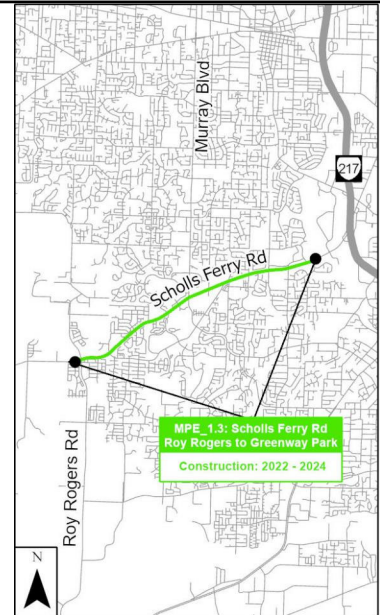 Murray Blvd
217
Scholls Ferry Rd
MPE_1.3: Scholls Ferry Rd
Roy Rogers to Greenway Park
Construction: 2022 - 2024
Roy Rogers Rd
N